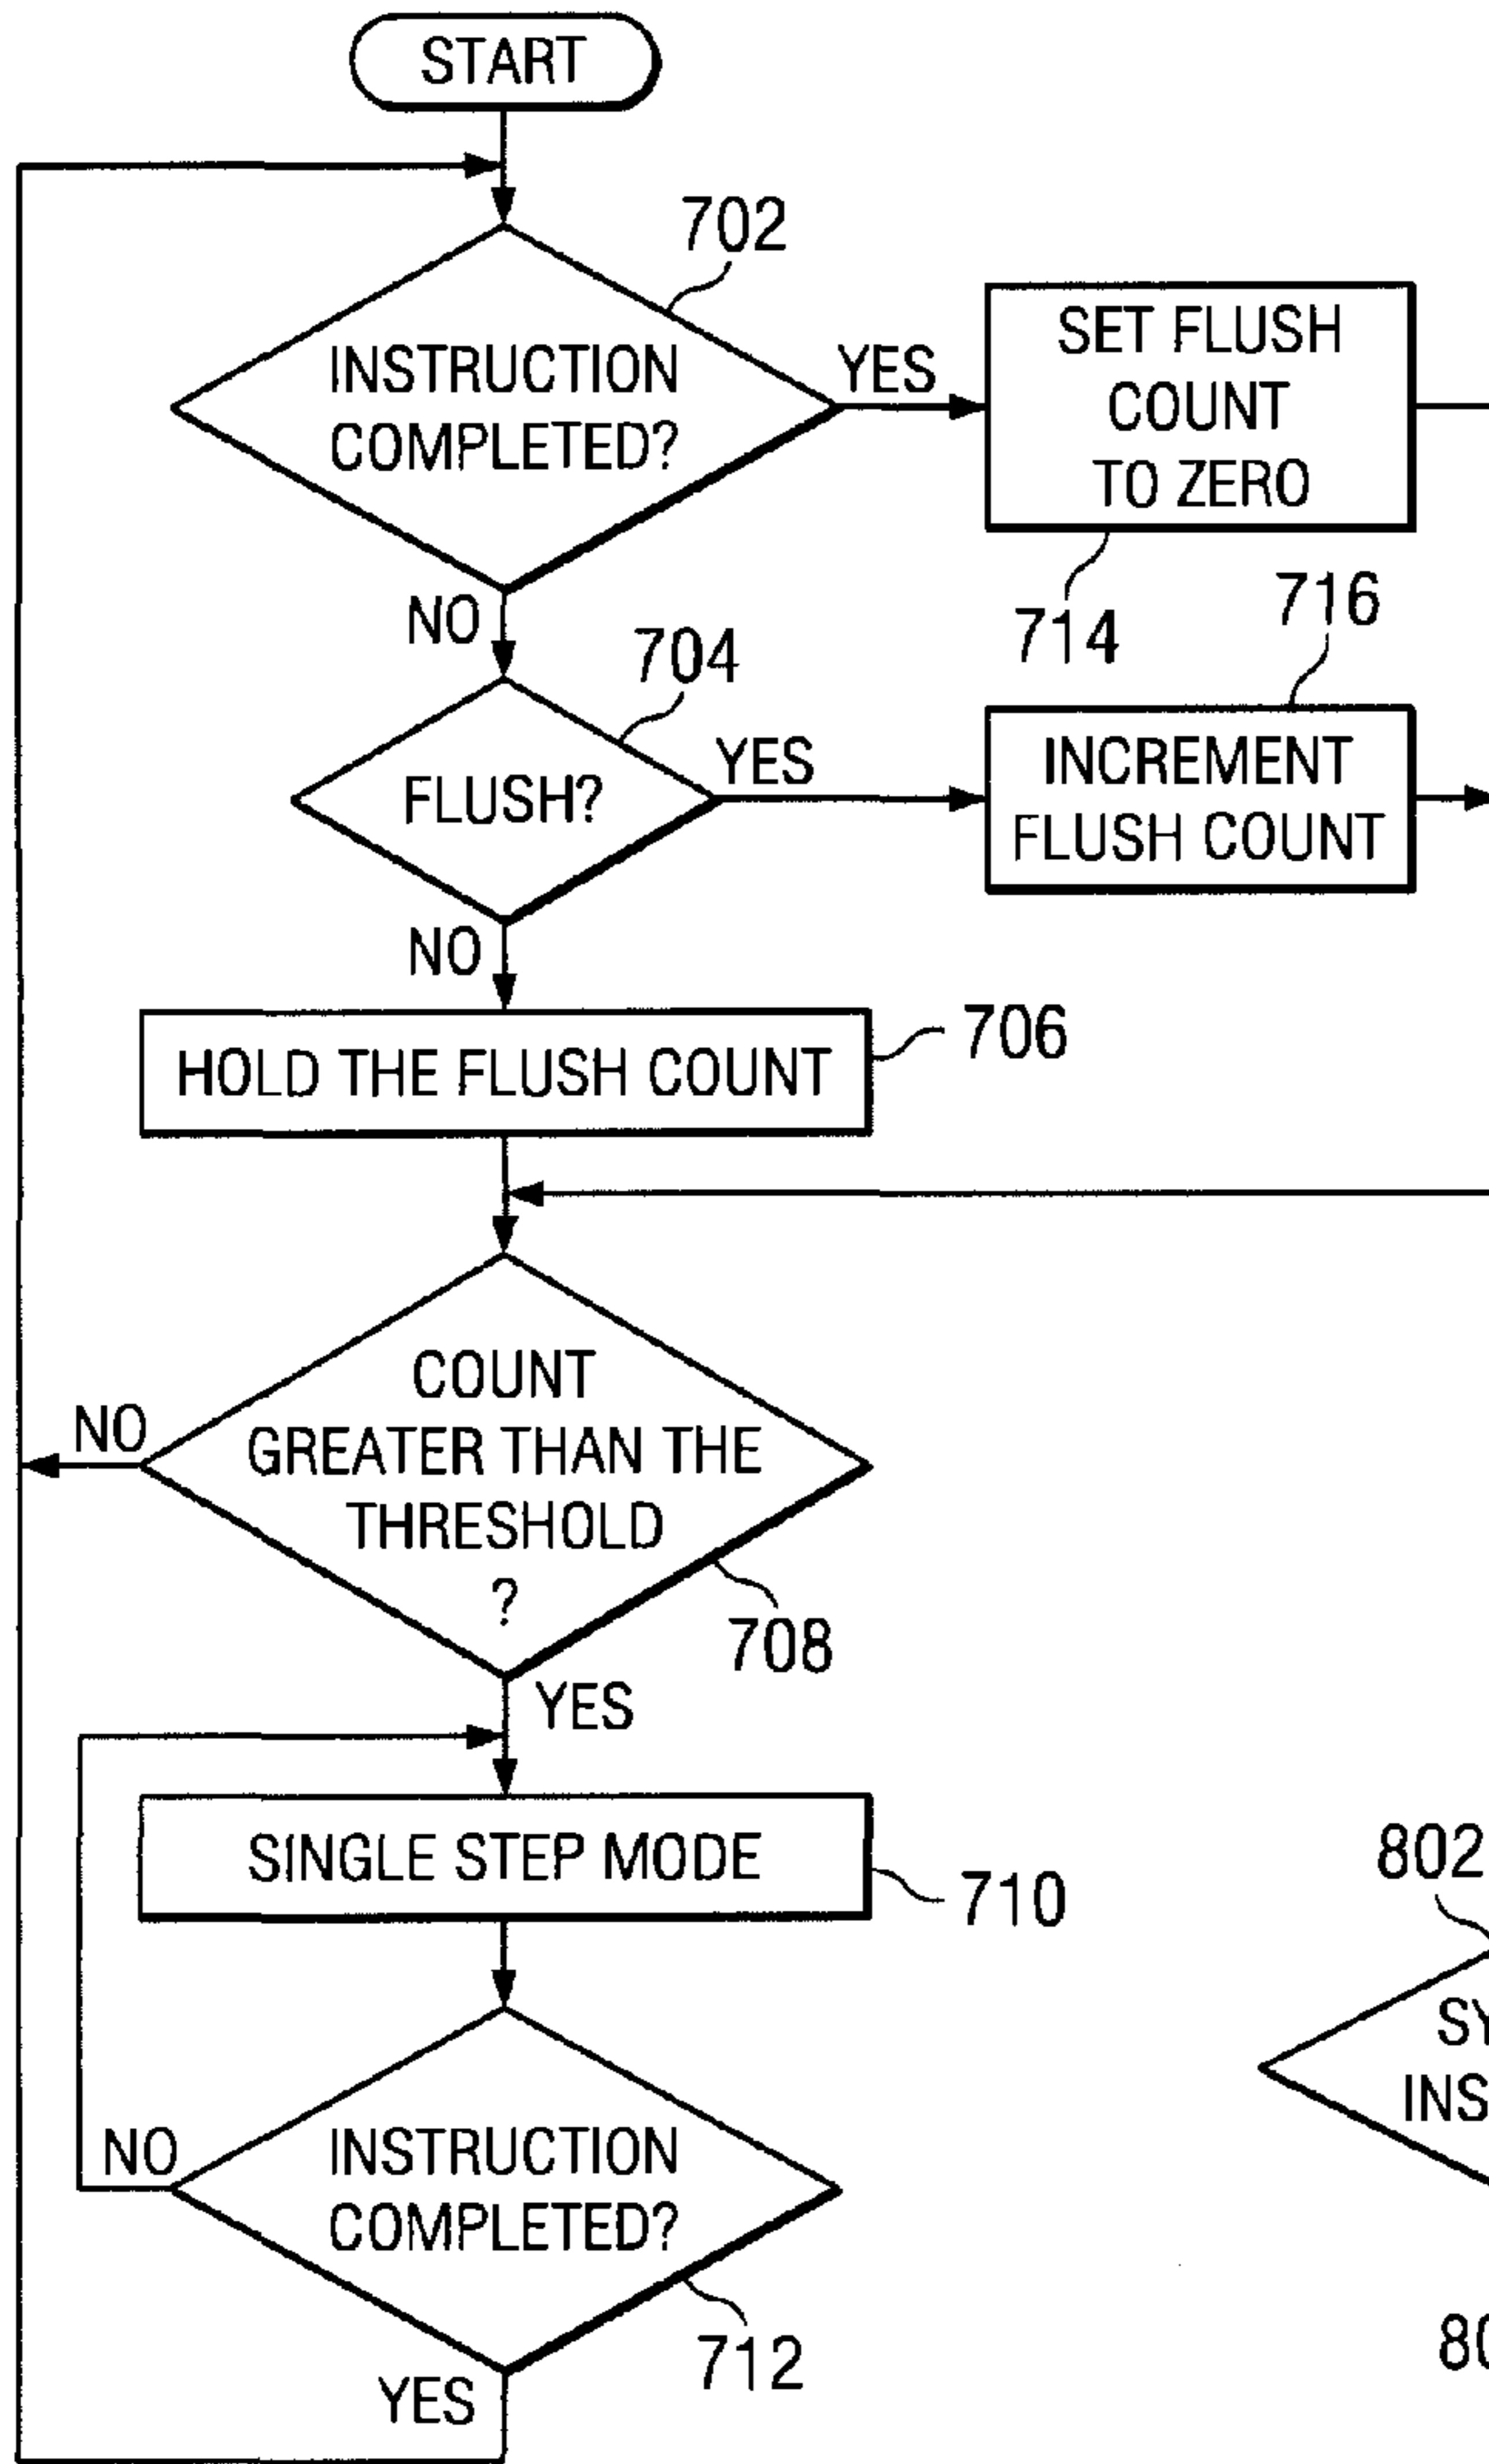 START
702
INSTRUCTION
COMPLETED?
YES
SET FLUSH
COUNT
TO ZERO
714
NO
704
FLUSH?
YES
716
INCREMENT
FLUSH COUNT
NO
HOLD THE FLUSH COUNT
706
COUNT
GREATER THAN THE
THRESHOLD
?
NO
708
YES
SINGLE STEP MODE
710
INSTRUCTION
COMPLETED?
NO
712
YES
802